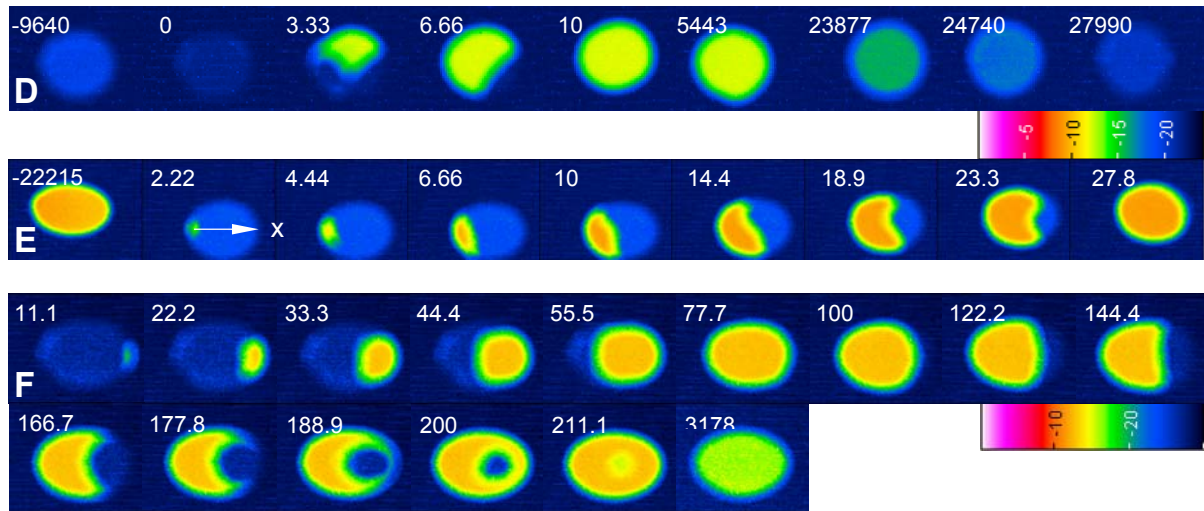 -9640 0 3.33 6.66 10 5443 23877 24740 27990
D
-5 -10 -15 -20
-22215 2.22 4.44 6.66 10 14.4 18.9 23.3 27.8
E x
11.1 22.2 33.3 44.4 55.5 77.7 100 122.2 144.4
F
166.7 177.8 188.9 200 211.1 3178
-10 -20